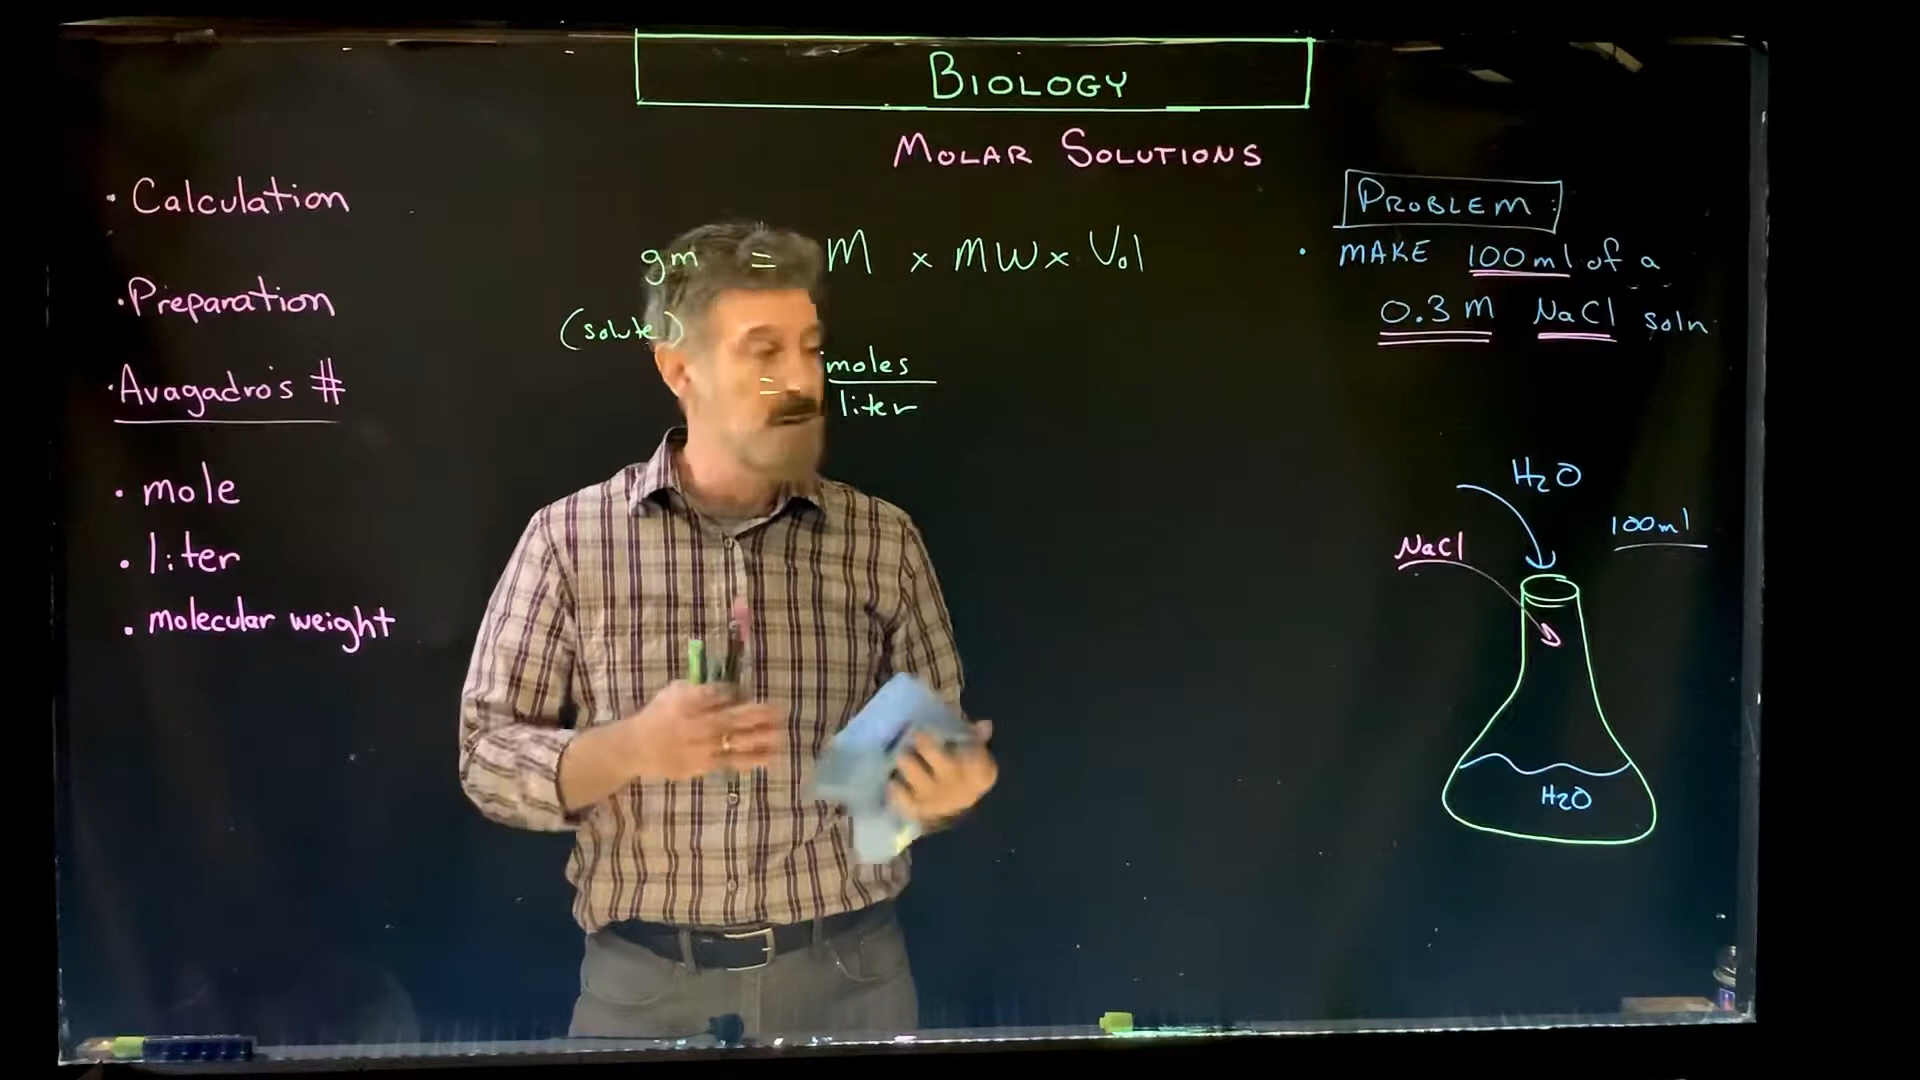 BIOLOGY
MOLAR SOLUTIONS
• Calculation
• Preparation
• Avagadro's #
• mole
• liter
• molecular weight
gm = M x MW x Vol
(solute)
= moles
liter
PROBLEM:
• MAKE 100ml of a
0.3 M NaCl soln
H2O
100ml
NaCl
H2O